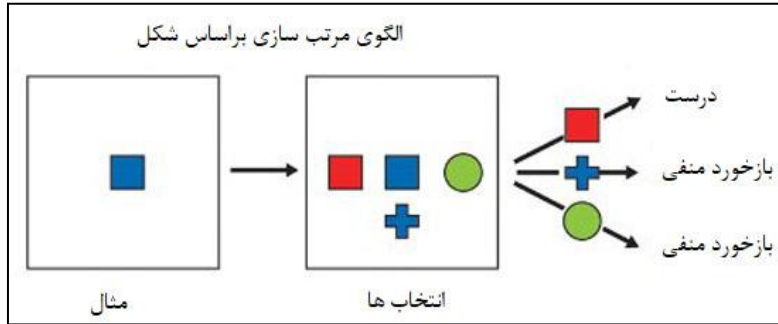 الگوی مرتب سازی براساس شکل
درست
بازخورد منفی
بازخورد منفی
مثال
انتخاب ها